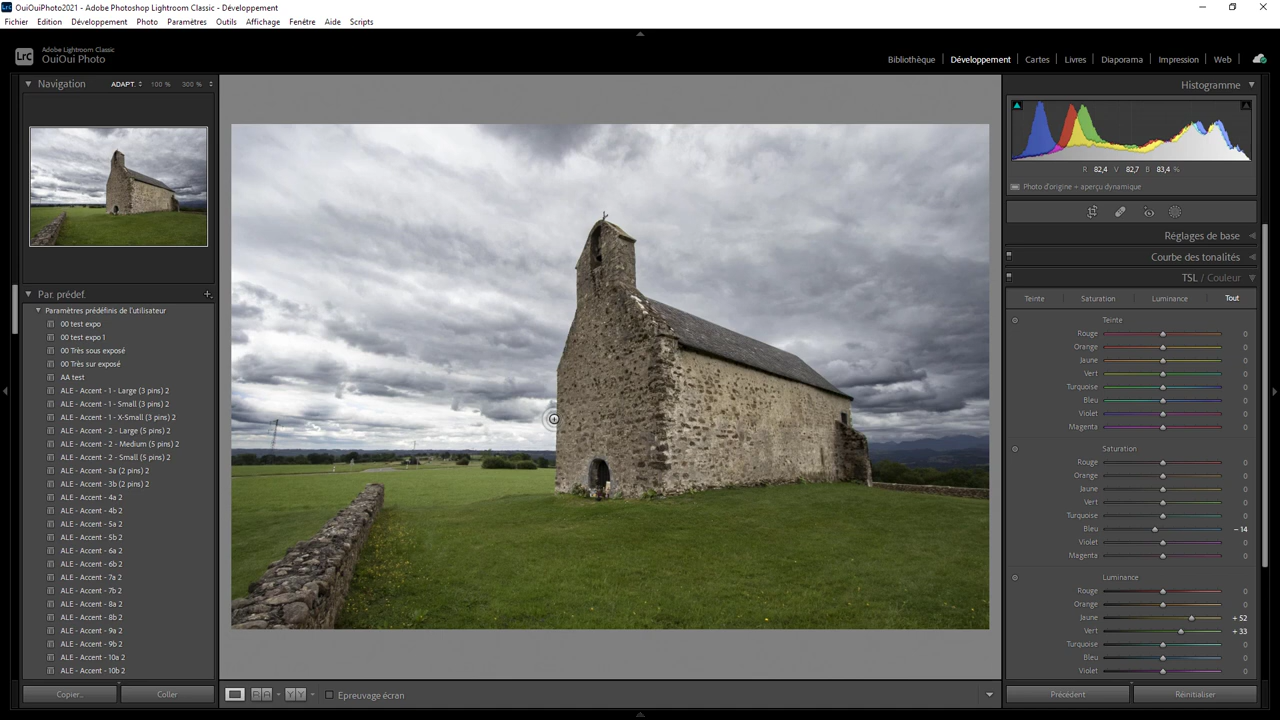 OuiOuiPhoto2021 - Adobe Photoshop Lightroom Classic - Développement
Fichier Edition Développement Photo Paramètres Outils Affichage Fenêtre Aide Scripts
Lrc
Adobe Lightroom Classic
OuiOui Photo
Bibliothèque | Développement | Cartes | Livres | Diaporama | Impression | Web
Navigation ADAPT. 100 % 300 %
Par. prédéf.
Paramètres prédéfinis de l'utilisateur
00 test expo
00 test expo 1
00 Très sous exposé
00 Très sur exposé
AA test
ALE - Accent - 1 - Large (3 pins) 2
ALE - Accent - 1 - Small (3 pins) 2
ALE - Accent - 1 - X-Small (3 pins) 2
ALE - Accent - 2 - Large (5 pins) 2
ALE - Accent - 2 - Medium (5 pins) 2
ALE - Accent - 2 - Small (5 pins) 2
ALE - Accent - 3a (2 pins) 2
ALE - Accent - 3b (2 pins) 2
ALE - Accent - 4a 2
ALE - Accent - 4b 2
ALE - Accent - 5a 2
ALE - Accent - 5b 2
ALE - Accent - 6a 2
ALE - Accent - 6b 2
ALE - Accent - 7a 2
ALE - Accent - 7b 2
ALE - Accent - 8a 2
ALE - Accent - 8b 2
ALE - Accent - 9a 2
ALE - Accent - 9b 2
ALE - Accent - 10a 2
ALE - Accent - 10b 2
Copier... Coller
Epreuvage écran
Histogramme
R 82,4 V 82,7 B 83,4 %
Photo d'origine + aperçu dynamique
Réglages de base
Courbe des tonalités
TSL / Couleur
Teinte Saturation Luminance Tout
Teinte
Rouge 0
Orange 0
Jaune 0
Vert 0
Turquoise 0
Bleu 0
Violet 0
Magenta 0
Saturation
Rouge 0
Orange 0
Jaune 0
Vert 0
Turquoise 0
Bleu – 14
Violet 0
Magenta 0
Luminance
Rouge 0
Orange 0
Jaune + 52
Vert + 33
Turquoise 0
Bleu 0
Violet 0
Précédent Réinitialiser